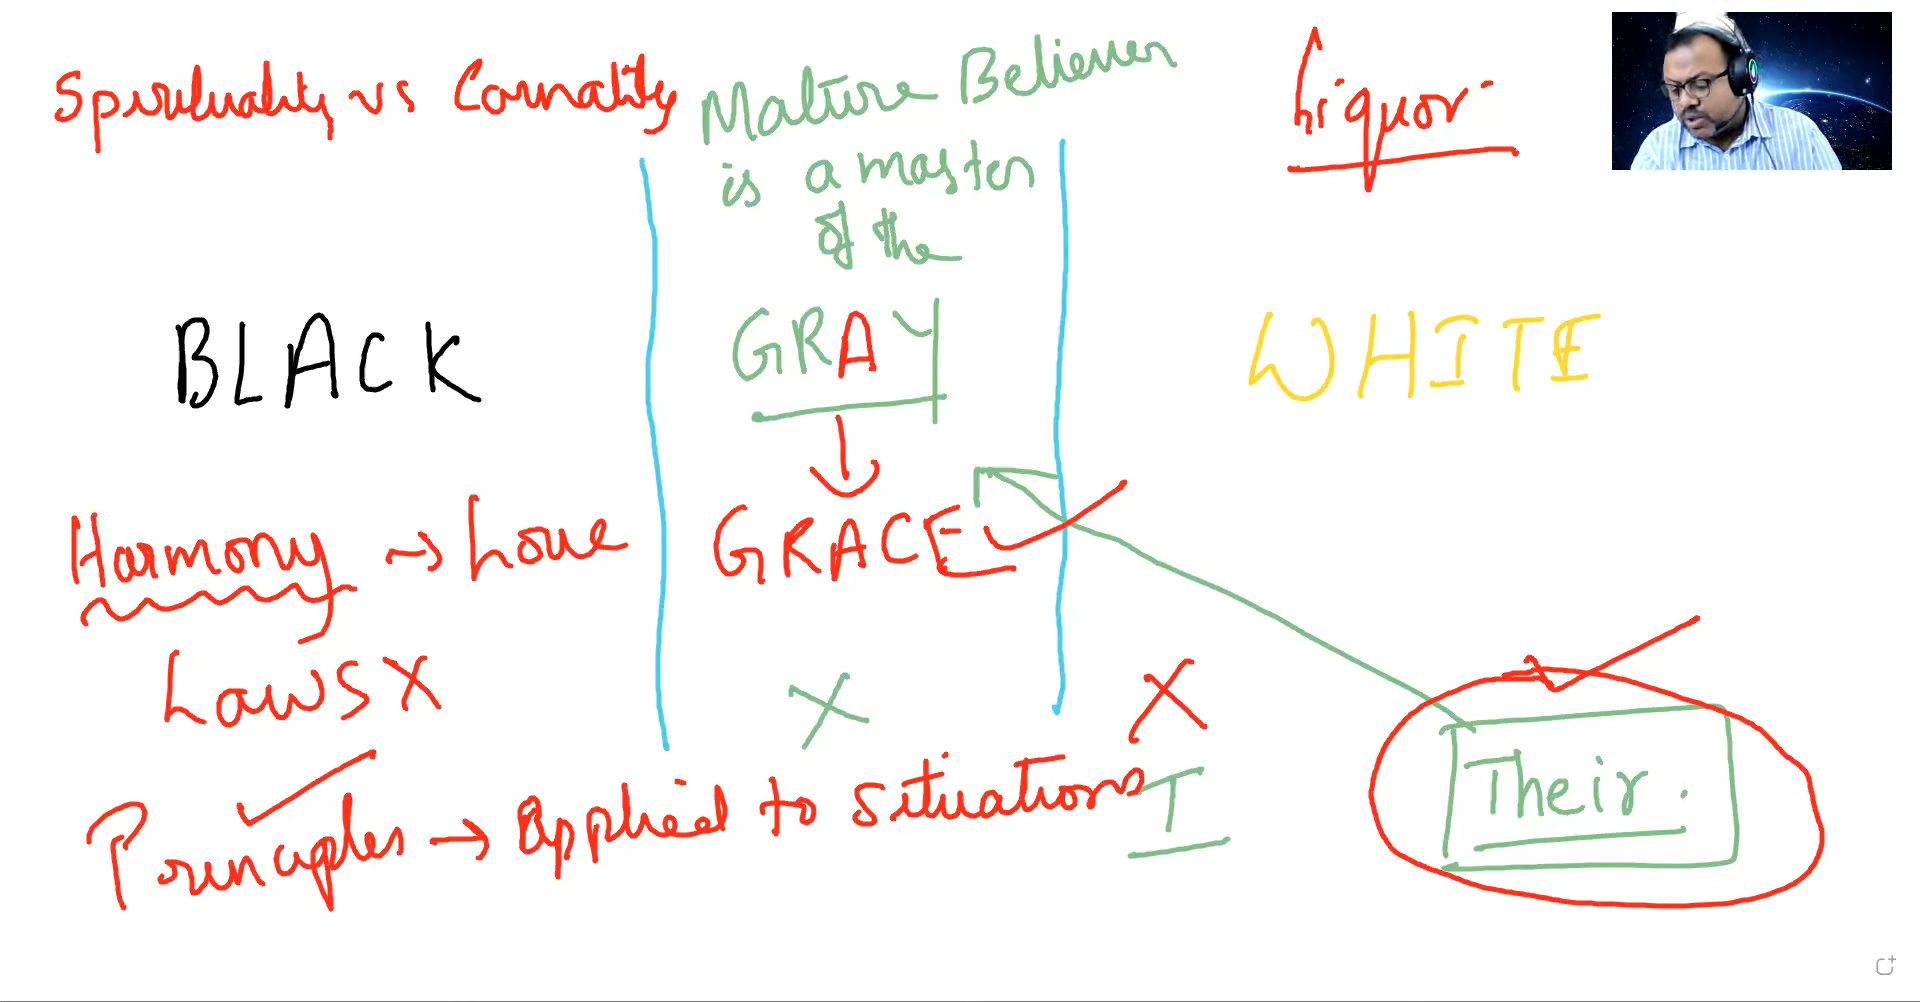 Spirituality vs Carnality
Mature Believer
is a master
of the
Liquor
BLACK
GRAY
WHITE
Harmony → Love
GRACE
Laws X
X
X
Principles → applied to situations
I
Their.